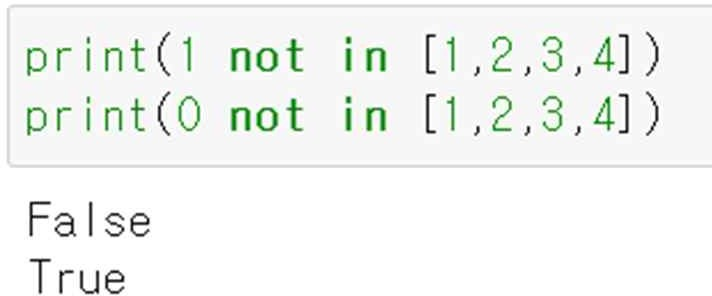 print(1 not in [1,2,3,4])
print(0 not in [1,2,3,4])
False
True